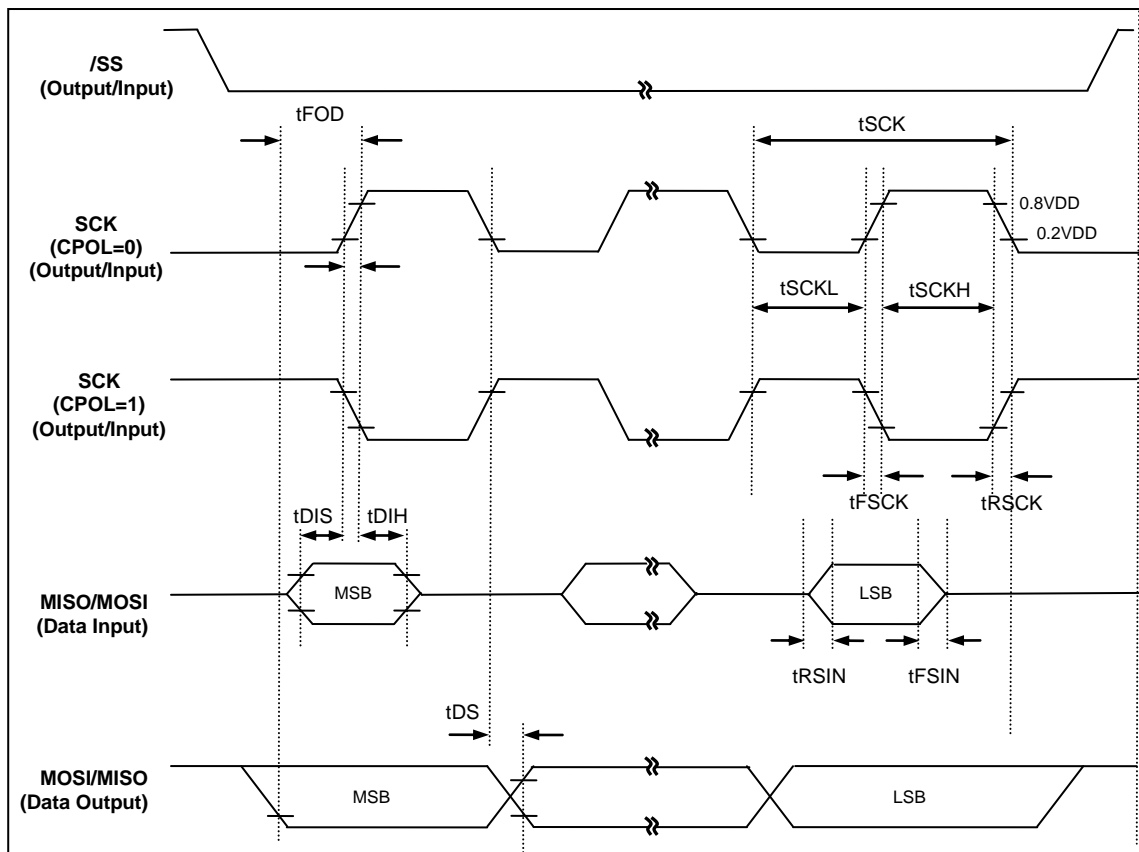 /SS
(Output/Input)
tFOD
tSCK
SCK
(CPOL=0)
(Output/Input)
0.8VDD
0.2VDD
tSCKL
tSCKH
SCK
(CPOL=1)
(Output/Input)
tFSCK
tRSCK
tDIS
tDIH
MISO/MOSI
(Data Input)
MSB
LSB
tRSIN
tFSIN
tDS
MOSI/MISO
(Data Output)
MSB
LSB